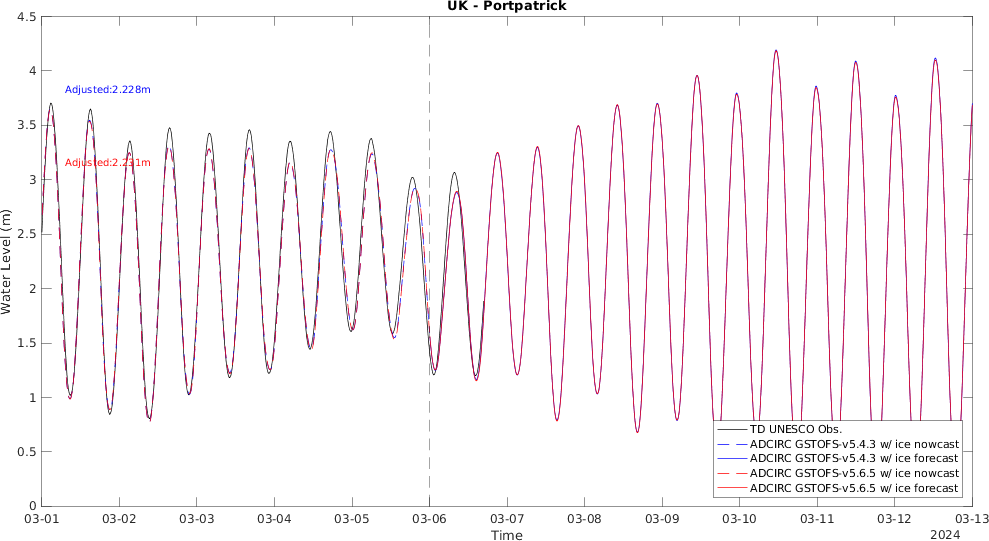 UK - Portpatrick
4.5
4
3.5
3
2.5
2
1.5
1
0.5
0
Water Level (m)
Adjusted:2.228m
Adjusted:2.231m
TD UNESCO Obs.
ADCIRC GSTOFS-v5.4.3 w/ ice nowcast
ADCIRC GSTOFS-v5.4.3 w/ ice forecast
ADCIRC GSTOFS-v5.6.5 w/ ice nowcast
ADCIRC GSTOFS-v5.6.5 w/ ice forecast
03-01 03-02 03-03 03-04 03-05 03-06 03-07 03-08 03-09 03-10 03-11 03-12 03-13
Time
2024